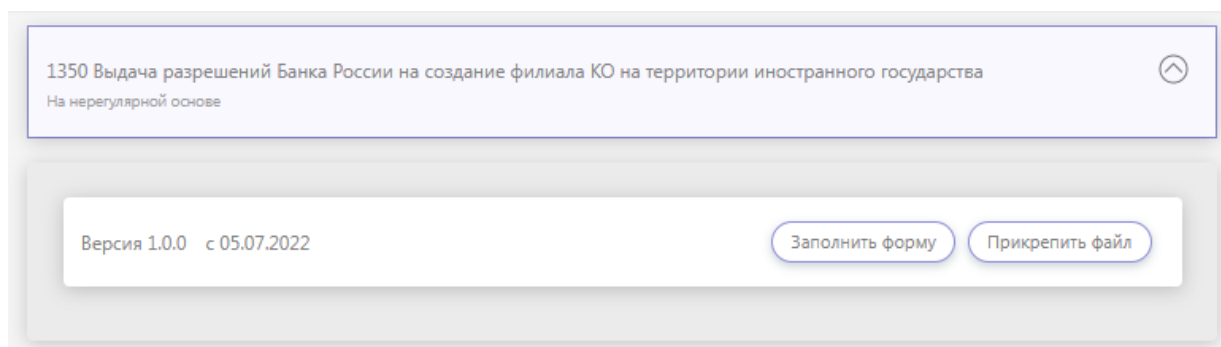 1350 Выдача разрешений Банка России на создание филиала КО на территории иностранного государства
На нерегулярной основе
Версия 1.0.0 с 05.07.2022 Заполнить форму Прикрепить файл